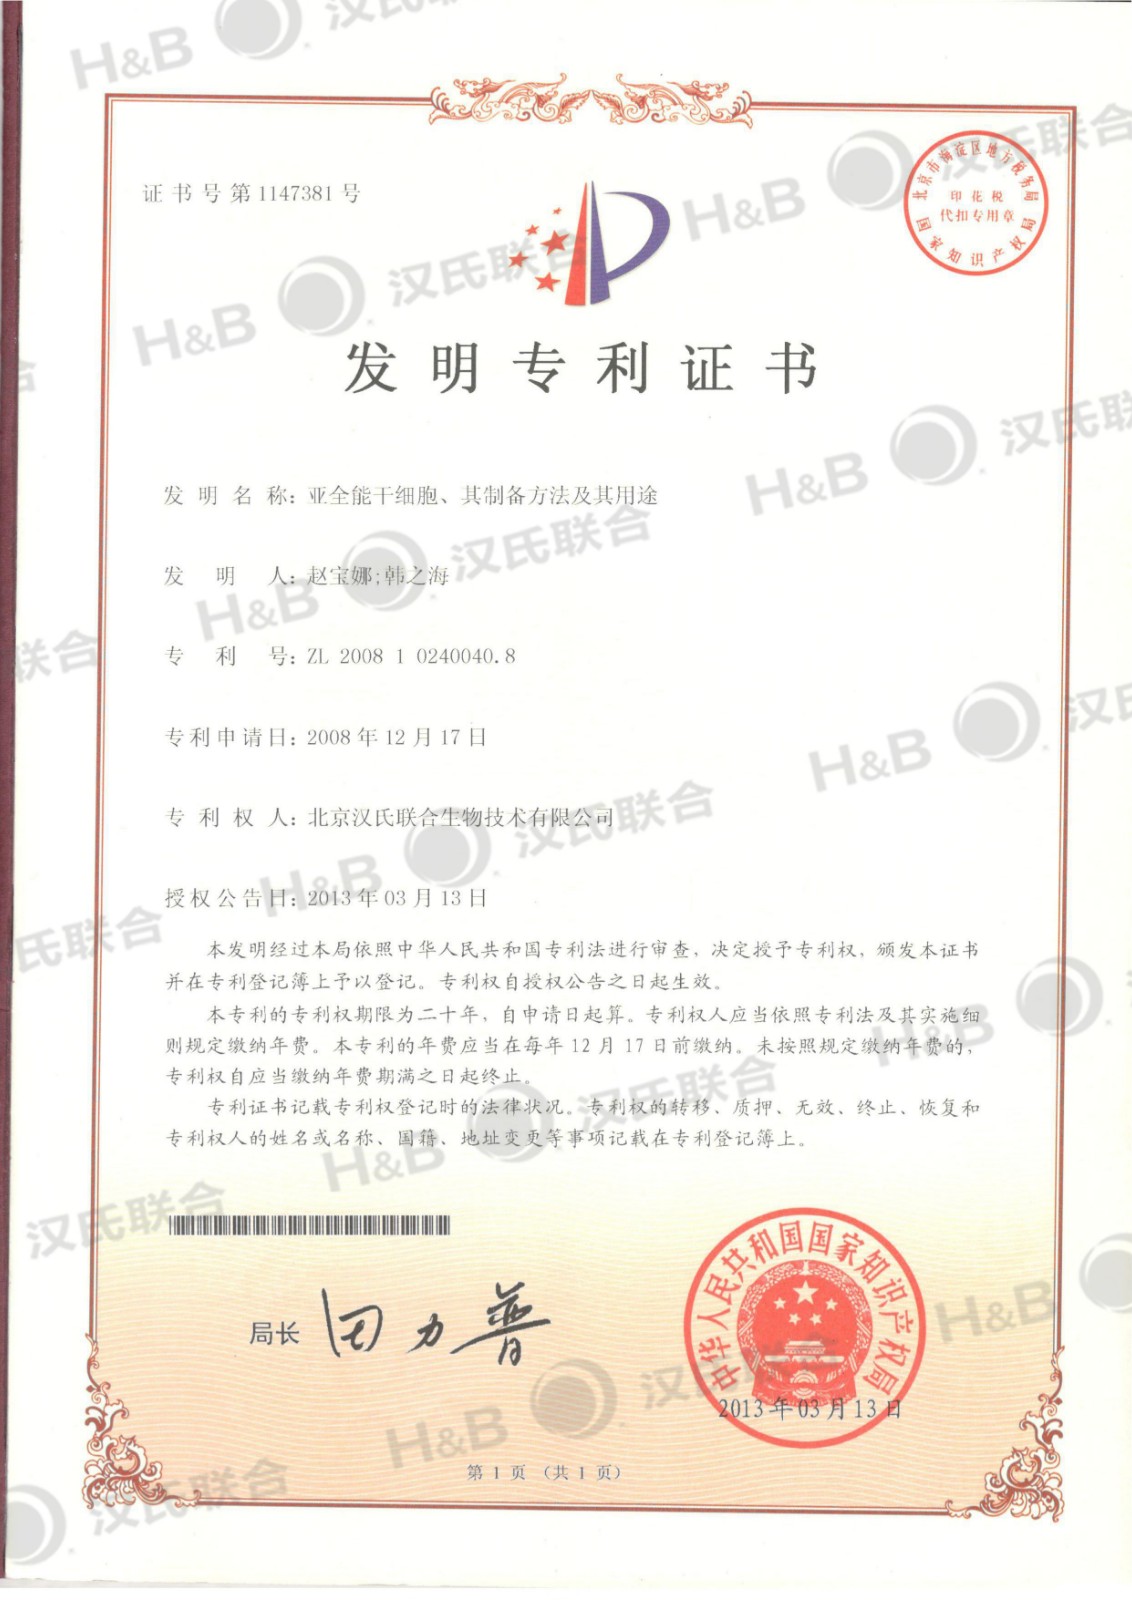 证书号第1147381号
北京市海淀区地方税务局
印花税
代扣专用章
国家知识产权局
发明专利证书
发明名称：亚全能干细胞、其制备方法及其用途
发明人：赵宝娜;韩之海
专利号：ZL 2008 1 0240040.8
专利申请日：2008年12月17日
专利权人：北京汉氏联合生物技术有限公司
授权公告日：2013年03月13日
本发明经过本局依照中华人民共和国专利法进行审查，决定授予专利权，颁发本证书
并在专利登记簿上予以登记。专利权自授权公告之日起生效。
本专利的专利权期限为二十年，自申请日起算。专利权人应当依照专利法及其实施细
则规定缴纳年费。本专利的年费应当在每年12月17日前缴纳。未按照规定缴纳年费的，
专利权自应当缴纳年费期满之日起终止。
专利证书记载专利权登记时的法律状况。专利权的转移、质押、无效、终止、恢复和
专利权人的姓名或名称、国籍、地址变更等事项记载在专利登记簿上。
局长 田力普
中华人民共和国国家知识产权局
2013年03月13日
第1页（共1页）
H&B 汉氏联合